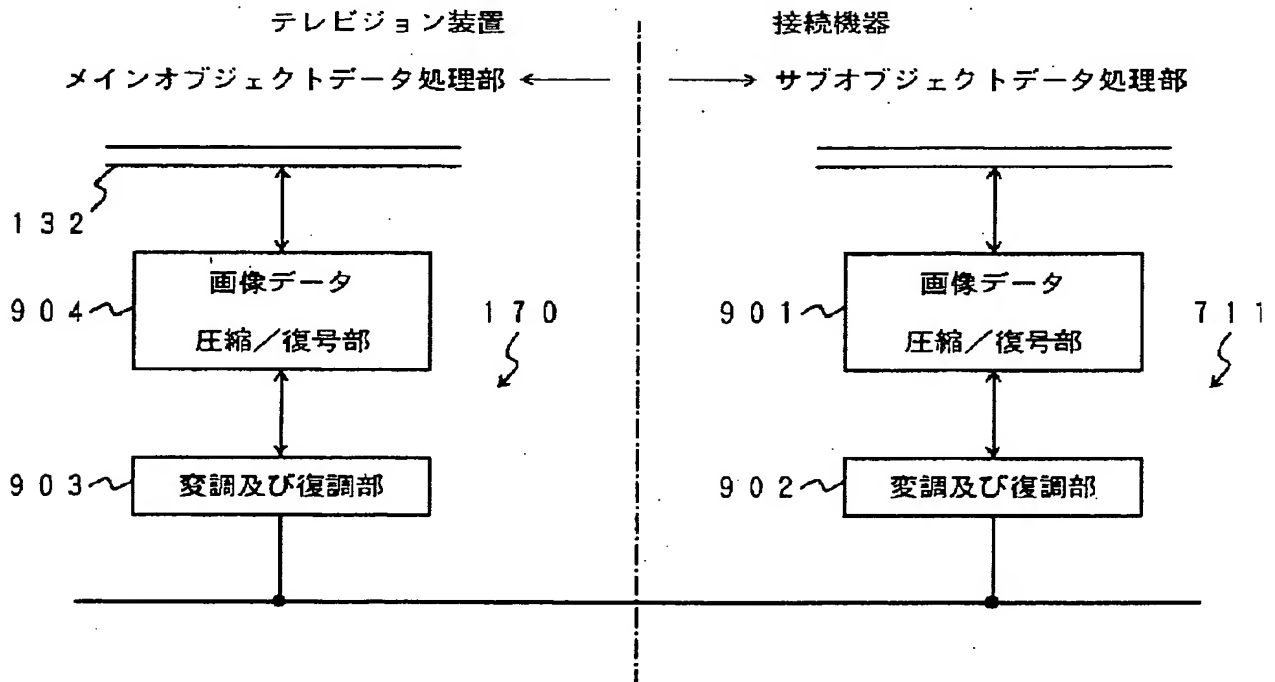 テレビジョン装置
接続機器
メインオブジェクトデータ処理部 ←
→ サブオブジェクトデータ処理部
132
画像データ
圧縮/復号部
904
170
画像データ
圧縮/復号部
901
711
903
変調及び復調部
902
変調及び復調部